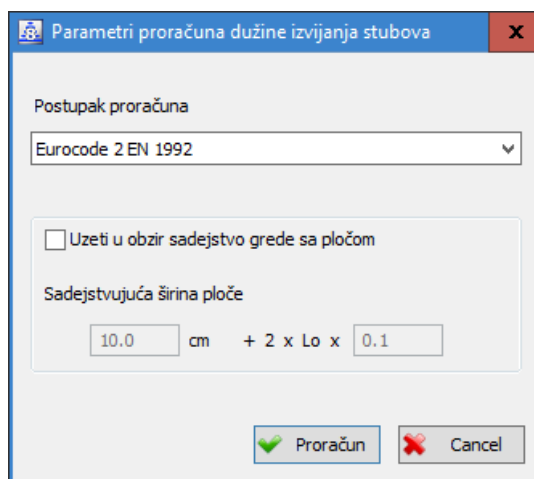 Parametri proračuna dužine izvijanja stubova
Postupak proračuna
Eurocode 2 EN 1992
Uzeti u obzir sadejstvo grede sa pločom
Sadejstvujuća širina ploče
10.0 cm + 2 x Lo x 0.1
Proračun Cancel